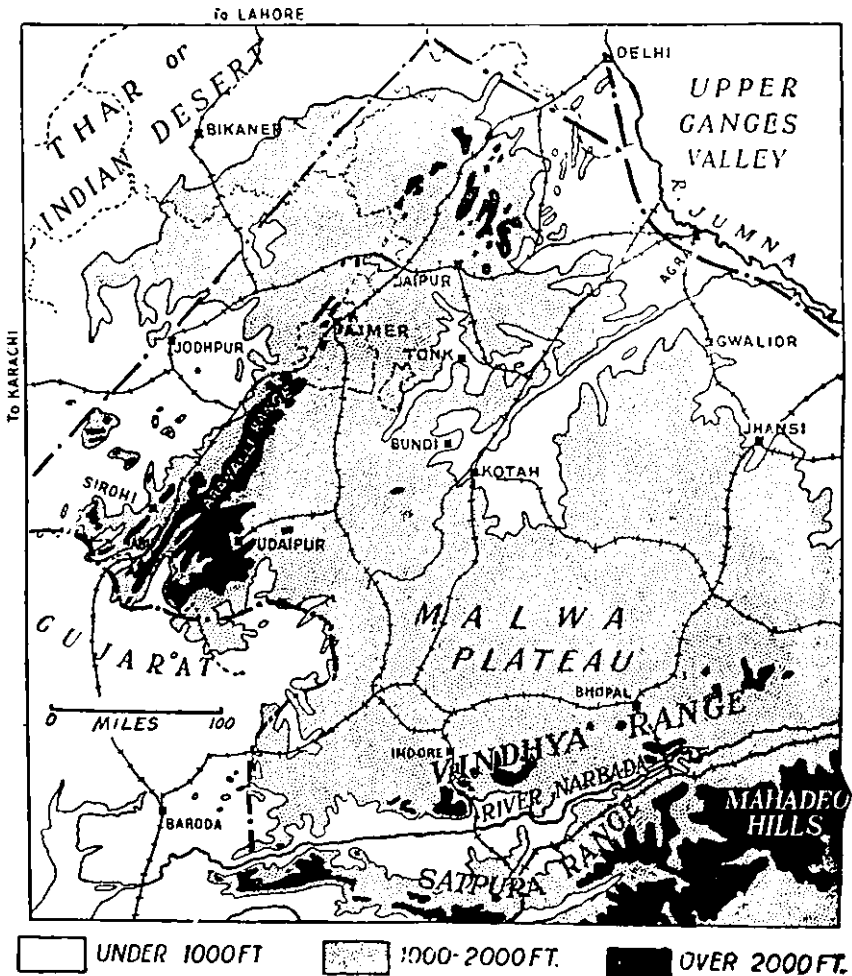 To LAHORE
THAR or
INDIAN DESERT
DELHI
UPPER
GANGES
VALLEY
BIKANER
R. JUMNA
AGRA
JAIPUR
AJMER
JODHPUR
TONK
GWALIOR
To KARACHI
BUNDI
JHANSI
KOTAH
ARAVALLI RANGE
SIROHI
ABU
UDAIPUR
MALWA
PLATEAU
GUJARAT
0 MILES 100
BHOPAL
INDORE
VINDHYA RANGE
RIVER NARBADA
BARODA
MAHADEO
HILLS
SATPURA RANGE
UNDER 1000FT
1000-2000FT.
OVER 2000FT.